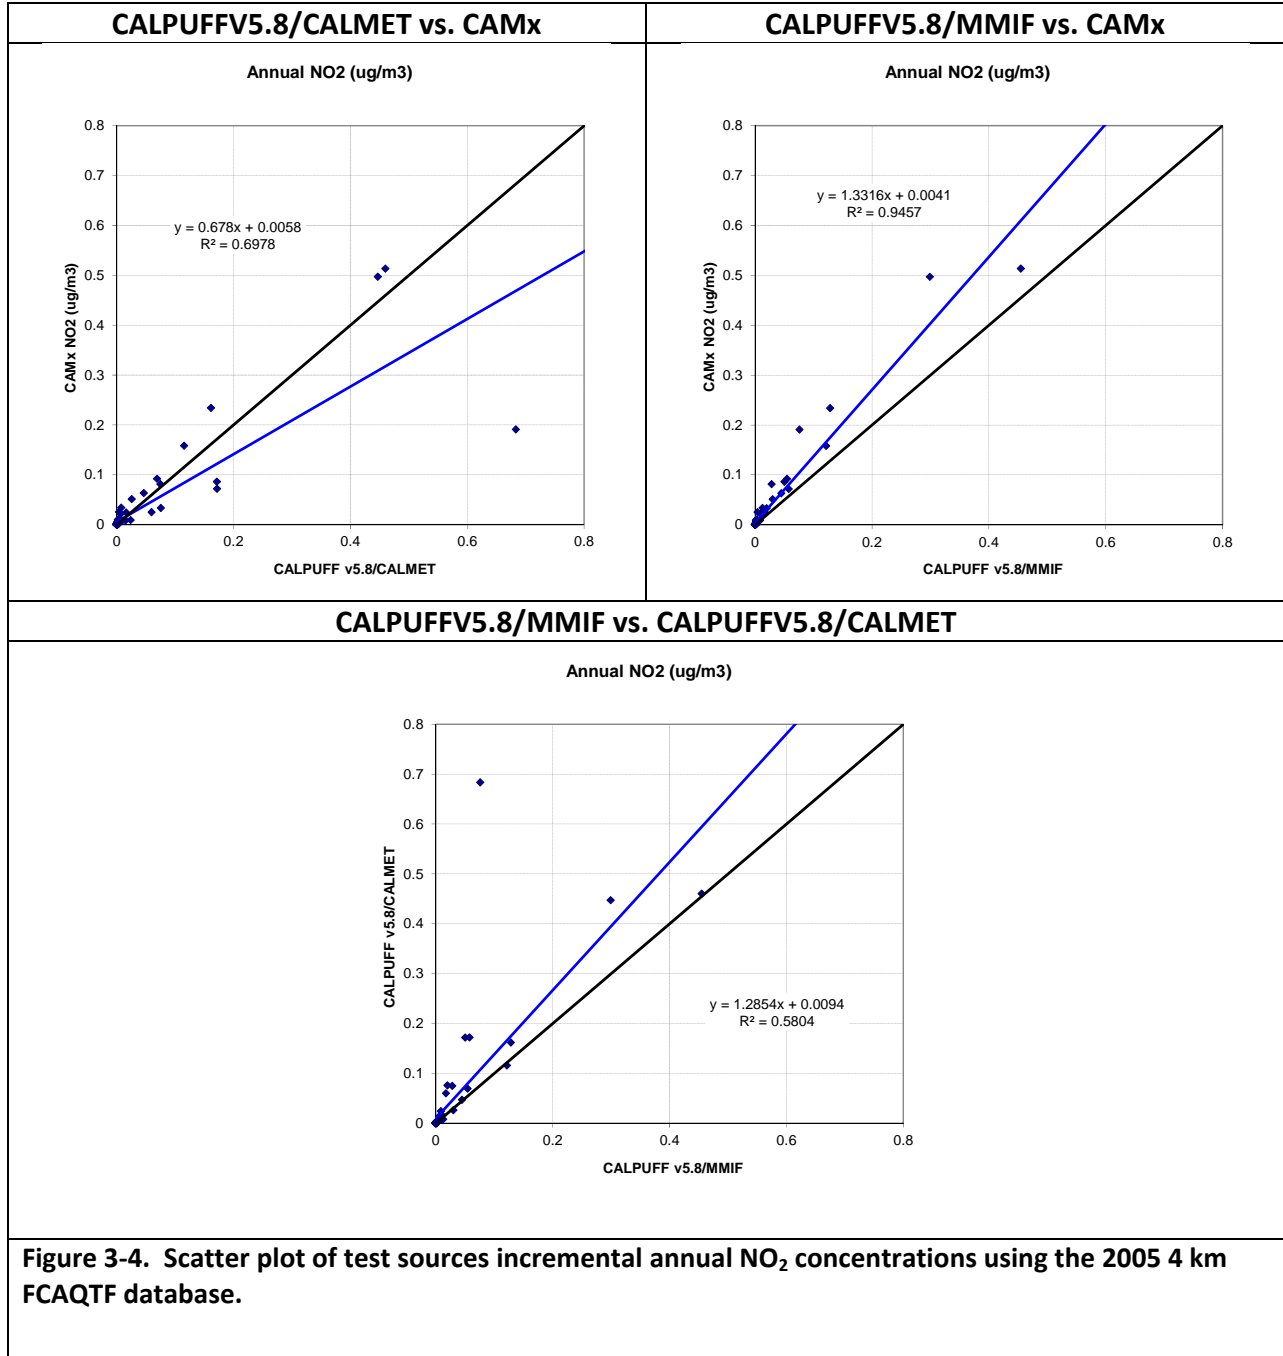 CALPUFFV5.8/CALMET vs. CAMx
CALPUFFV5.8/MMIF vs. CAMx
Annual NO2 (ug/m3)
0.8
0.7
0.6
0.5
0.4
0.3
0.2
0.1
0
CAMx NO2 (ug/m3)
y = 0.678x + 0.0058
R² = 0.6978
0 0.2 0.4 0.6 0.8
CALPUFF v5.8/CALMET
Annual NO2 (ug/m3)
0.8
0.7
0.6
0.5
0.4
0.3
0.2
0.1
0
CAMx NO2 (ug/m3)
y = 1.3316x + 0.0041
R² = 0.9457
0 0.2 0.4 0.6 0.8
CALPUFF v5.8/MMIF
CALPUFFV5.8/MMIF vs. CALPUFFV5.8/CALMET
Annual NO2 (ug/m3)
0.8
0.7
0.6
0.5
0.4
0.3
0.2
0.1
0
CALPUFF v5.8/CALMET
y = 1.2854x + 0.0094
R² = 0.5804
0 0.2 0.4 0.6 0.8
CALPUFF v5.8/MMIF
Figure 3-4. Scatter plot of test sources incremental annual NO₂ concentrations using the 2005 4 km
FCAQTF database.